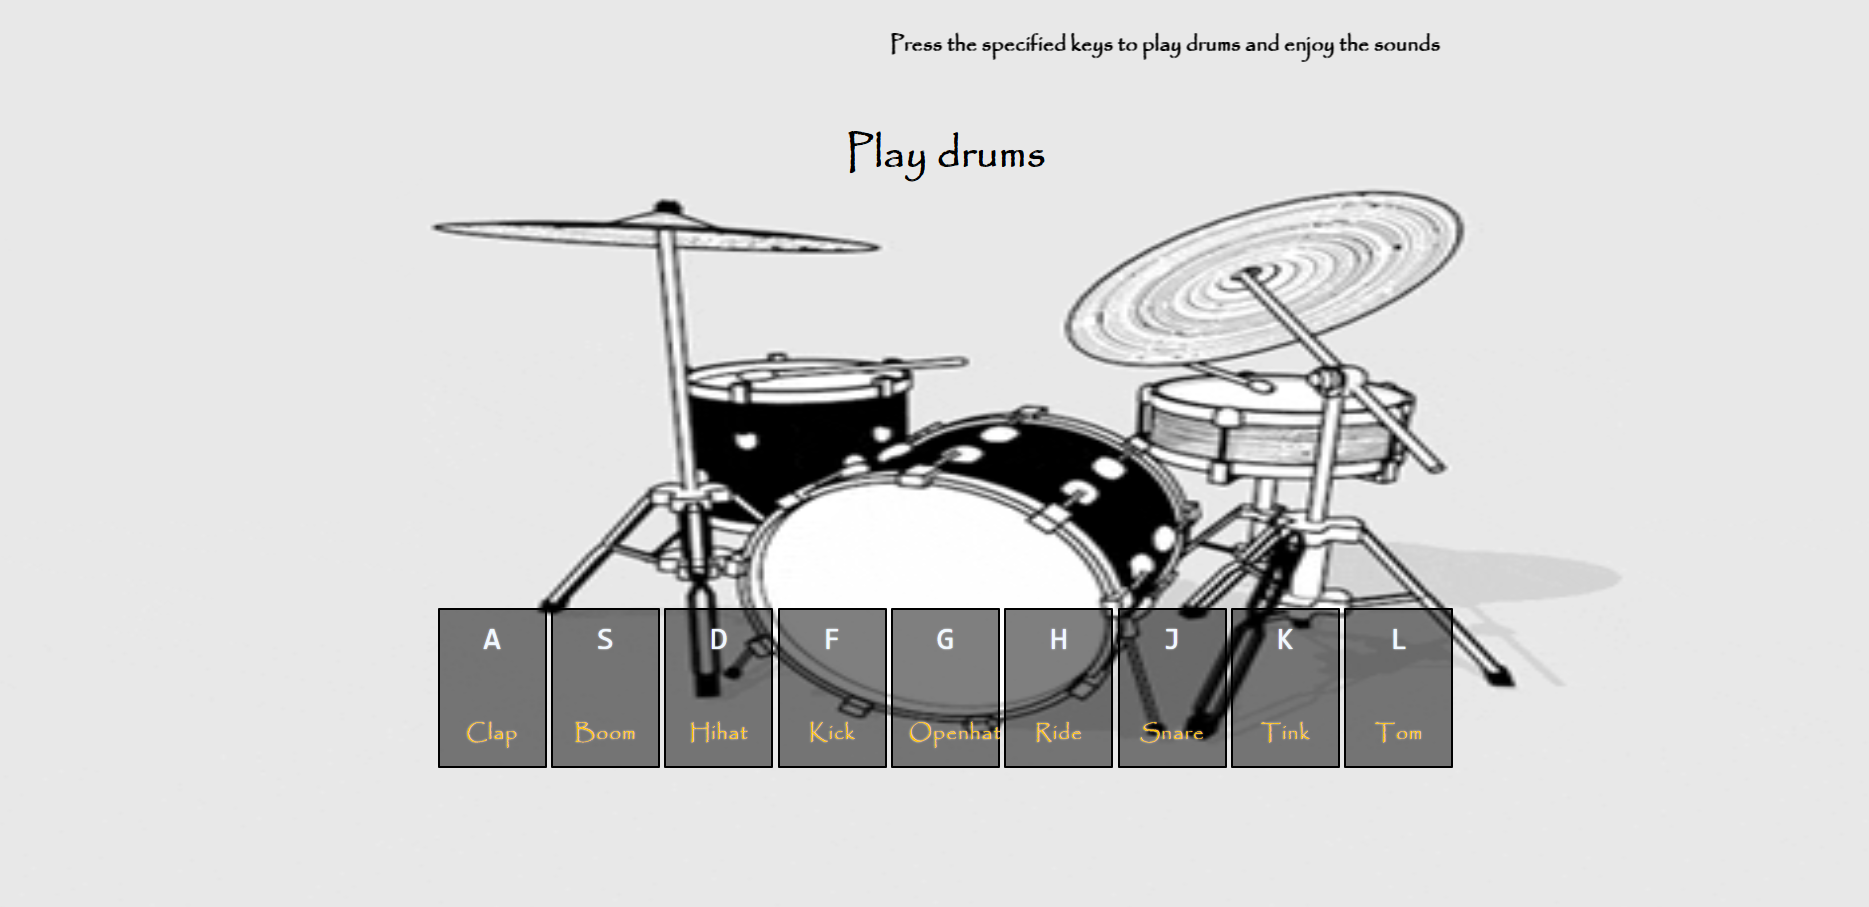 Press the specified keys to play drums and enjoy the sounds
Play drums
A S D F G H J K L
Clap Boom Hihat Kick Openhat Ride Snare Tink Tom